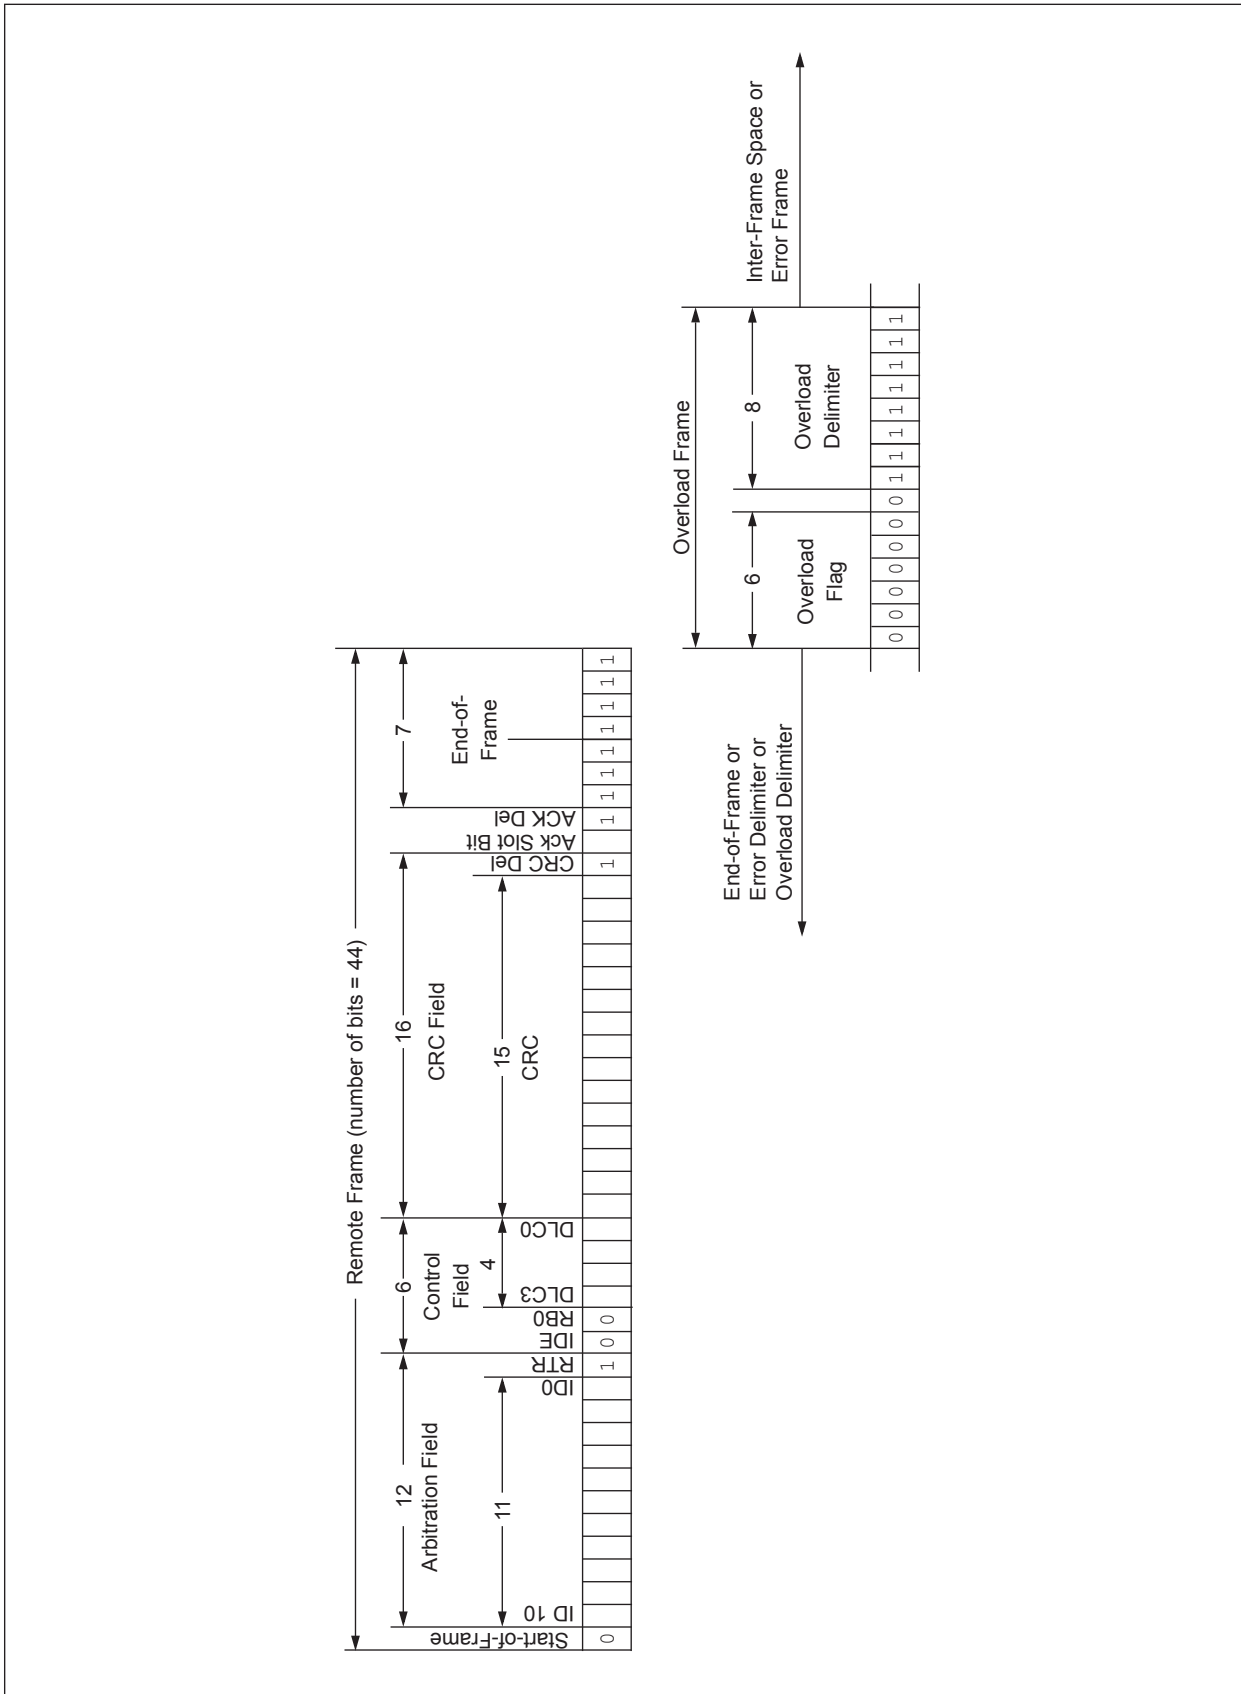 Remote Frame (number of bits = 44)
12
Arbitration Field
6
Control
Field
16
CRC Field
7
End-of-
Frame
11
4
15
CRC
Start-of-Frame
ID 10
ID0
RTR
IDE
RB0
DLC3
DLC0
CRC Del
Ack Slot Bit
ACK Del
0
1
0
0
1
1
1
1
1
1
1
1
1
Overload Frame
6
8
Overload
Flag
Overload
Delimiter
End-of-Frame or
Error Delimiter or
Overload Delimiter
Inter-Frame Space or
Error Frame
0 0 0 0 0 0 0 1 1 1 1 1 1 1 1